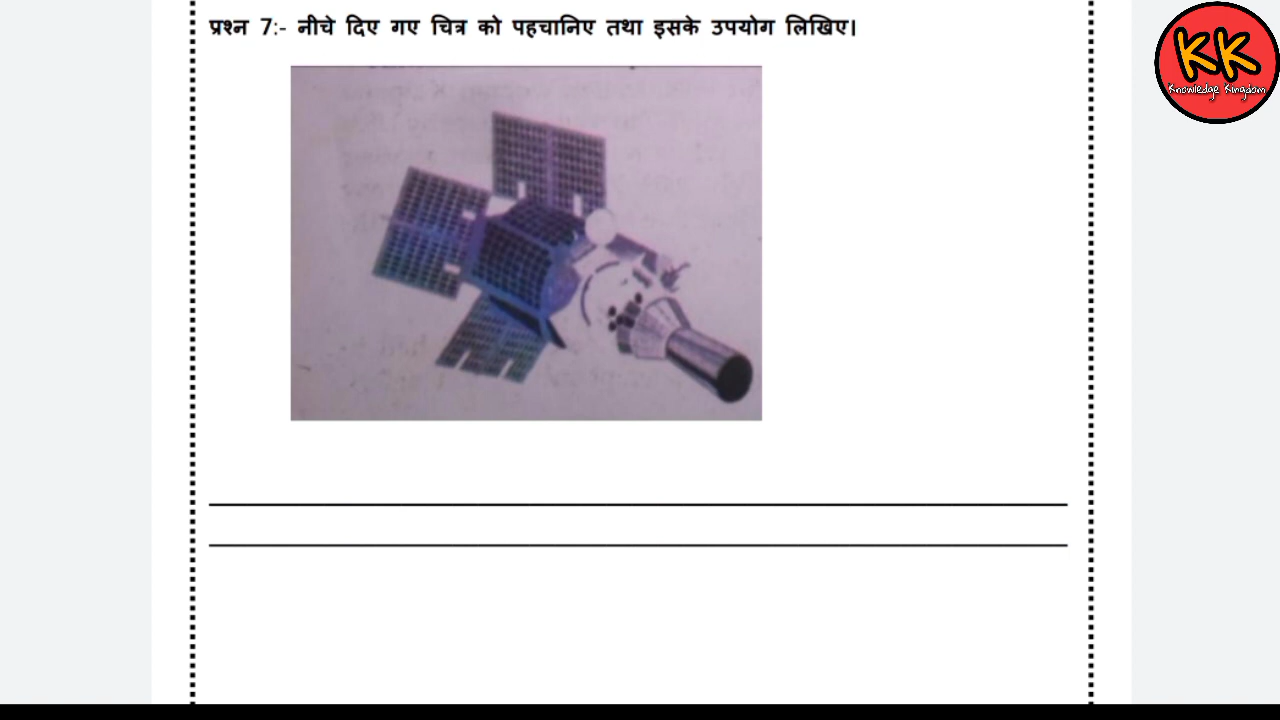 प्रश्न 7:- नीचे दिए गए चित्र को पहचानिए तथा इसके उपयोग लिखिए।
KK
Knowledge Kingdom